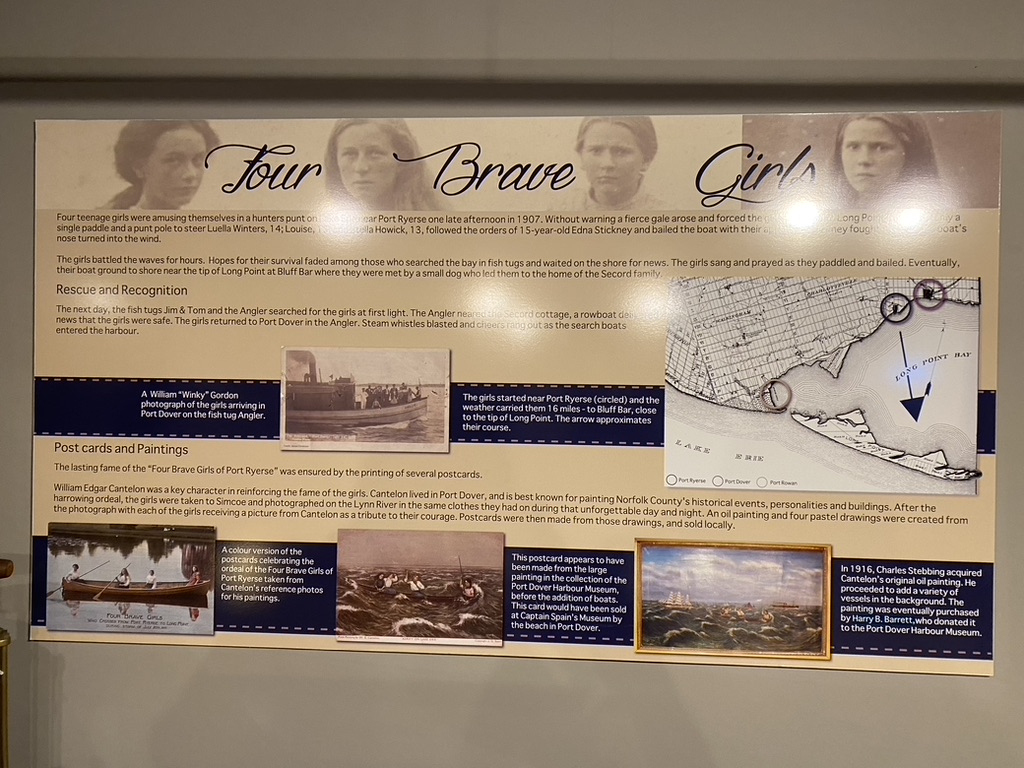 Four Brave Girls
Four teenage girls were amusing themselves in a hunters punt on near Port Ryerse one late afternoon in 1907. Without warning a fierce gale arose and forced the Long a
single paddle and a punt pole to steer Luella Winters, 14; Louise, Howick, 13, followed the orders of 15-year-old Edna Stickney and bailed the boat with their fought boat's
nose turned into the wind.
The girls battled the waves for hours. Hopes for their survival faded among those who searched the bay in fish tugs and waited on the shore for news. The girls sang and prayed as they paddled and bailed. Eventually,
their boat ground to shore near the tip of Long Point at Bluff Bar where they were met by a small dog who led them to the home of the Secord family.
Rescue and Recognition
The next day, the fish tugs Jim & Tom and the Angler searched for the girls at first light. The Angler neared the Secord cottage, a rowboat
news that the girls were safe. The girls returned to Port Dover in the Angler. Steam whistles blasted and cheers rang out as the search boats
entered the harbour.
A William "Winky" Gordon
photograph of the girls arriving in
Port Dover on the fish tug Angler.
The girls started near Port Ryerse (circled) and the
weather carried them 16 miles - to Bluff Bar, close
to the tip of Long Point. The arrow approximates
their course.
CHARLOTTEVILLE
WALSINGHAM
LONG POINT BAY
LAKE ERIE
Port Ryerse Port Dover Port Rowan
Post cards and Paintings
The lasting fame of the "Four Brave Girls of Port Ryerse" was ensured by the printing of several postcards.
William Edgar Cantelon was a key character in reinforcing the fame of the girls. Cantelon lived in Port Dover, and is best known for painting Norfolk County's historical events, personalities and buildings. After the
harrowing ordeal, the girls were taken to Simcoe and photographed on the Lynn River in the same clothes they had on during that unforgettable day and night. An oil painting and four pastel drawings were created from
the photograph with each of the girls receiving a picture from Cantelon as a tribute to their courage. Postcards were then made from those drawings, and sold locally.
FOUR BRAVE GIRLS
WHO CROSSED FROM PORT RYERSE TO LONG POINT
A colour version of the
postcards celebrating the
ordeal of the Four Brave Girls of
Port Ryerse taken from
Cantelon's reference photos
for his paintings.
This postcard appears to have
been made from the large
painting in the collection of the
Port Dover Harbour Museum,
before the addition of boats.
This card would have been sold
at Captain Spain's Museum by
the beach in Port Dover.
In 1916, Charles Stebbing acquired
Cantelon's original oil painting. He
proceeded to add a variety of
vessels in the background. The
painting was eventually purchased
by Harry B. Barrett, who donated it
to the Port Dover Harbour Museum.